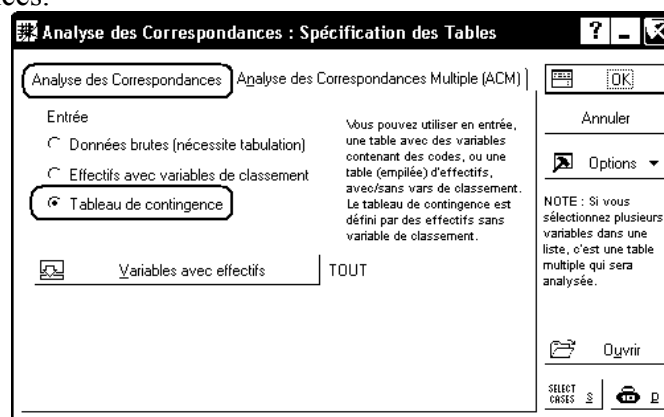 ces.
Analyse des Correspondances : Spécification des Tables
Analyse des Correspondances
Analyse des Correspondances Multiple (ACM)
Entrée
Données brutes (nécessite tabulation)
Effectifs avec variables de classement
Tableau de contingence
Vous pouvez utiliser en entrée,
une table avec des variables
contenant des codes, ou une
table (empilée) d'effectifs,
avec/sans vars de classement.
Le tableau de contingence est
défini par des effectifs sans
variable de classement.
Variables avec effectifs
TOUT
OK
Annuler
Options
NOTE : Si vous
sélectionnez plusieurs
variables dans une
liste, c'est une table
multiple qui sera
analysée.
Ouvrir
SELECT
CASES S
D